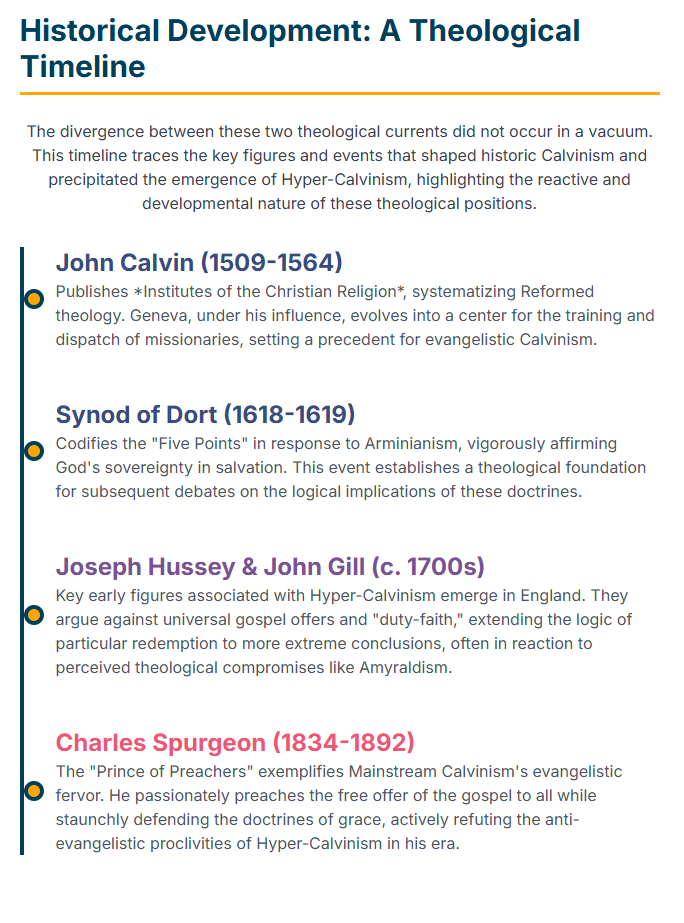 Historical Development: A Theological
Timeline
The divergence between these two theological currents did not occur in a vacuum.
This timeline traces the key figures and events that shaped historic Calvinism and
precipitated the emergence of Hyper-Calvinism, highlighting the reactive and
developmental nature of these theological positions.
John Calvin (1509-1564)
Publishes *Institutes of the Christian Religion*, systematizing Reformed
theology. Geneva, under his influence, evolves into a center for the training and
dispatch of missionaries, setting a precedent for evangelistic Calvinism.
Synod of Dort (1618-1619)
Codifies the "Five Points" in response to Arminianism, vigorously affirming
God's sovereignty in salvation. This event establishes a theological foundation
for subsequent debates on the logical implications of these doctrines.
Joseph Hussey & John Gill (c. 1700s)
Key early figures associated with Hyper-Calvinism emerge in England. They
argue against universal gospel offers and "duty-faith," extending the logic of
particular redemption to more extreme conclusions, often in reaction to
perceived theological compromises like Amyraldism.
Charles Spurgeon (1834-1892)
The "Prince of Preachers" exemplifies Mainstream Calvinism's evangelistic
fervor. He passionately preaches the free offer of the gospel to all while
staunchly defending the doctrines of grace, actively refuting the anti-
evangelistic proclivities of Hyper-Calvinism in his era.